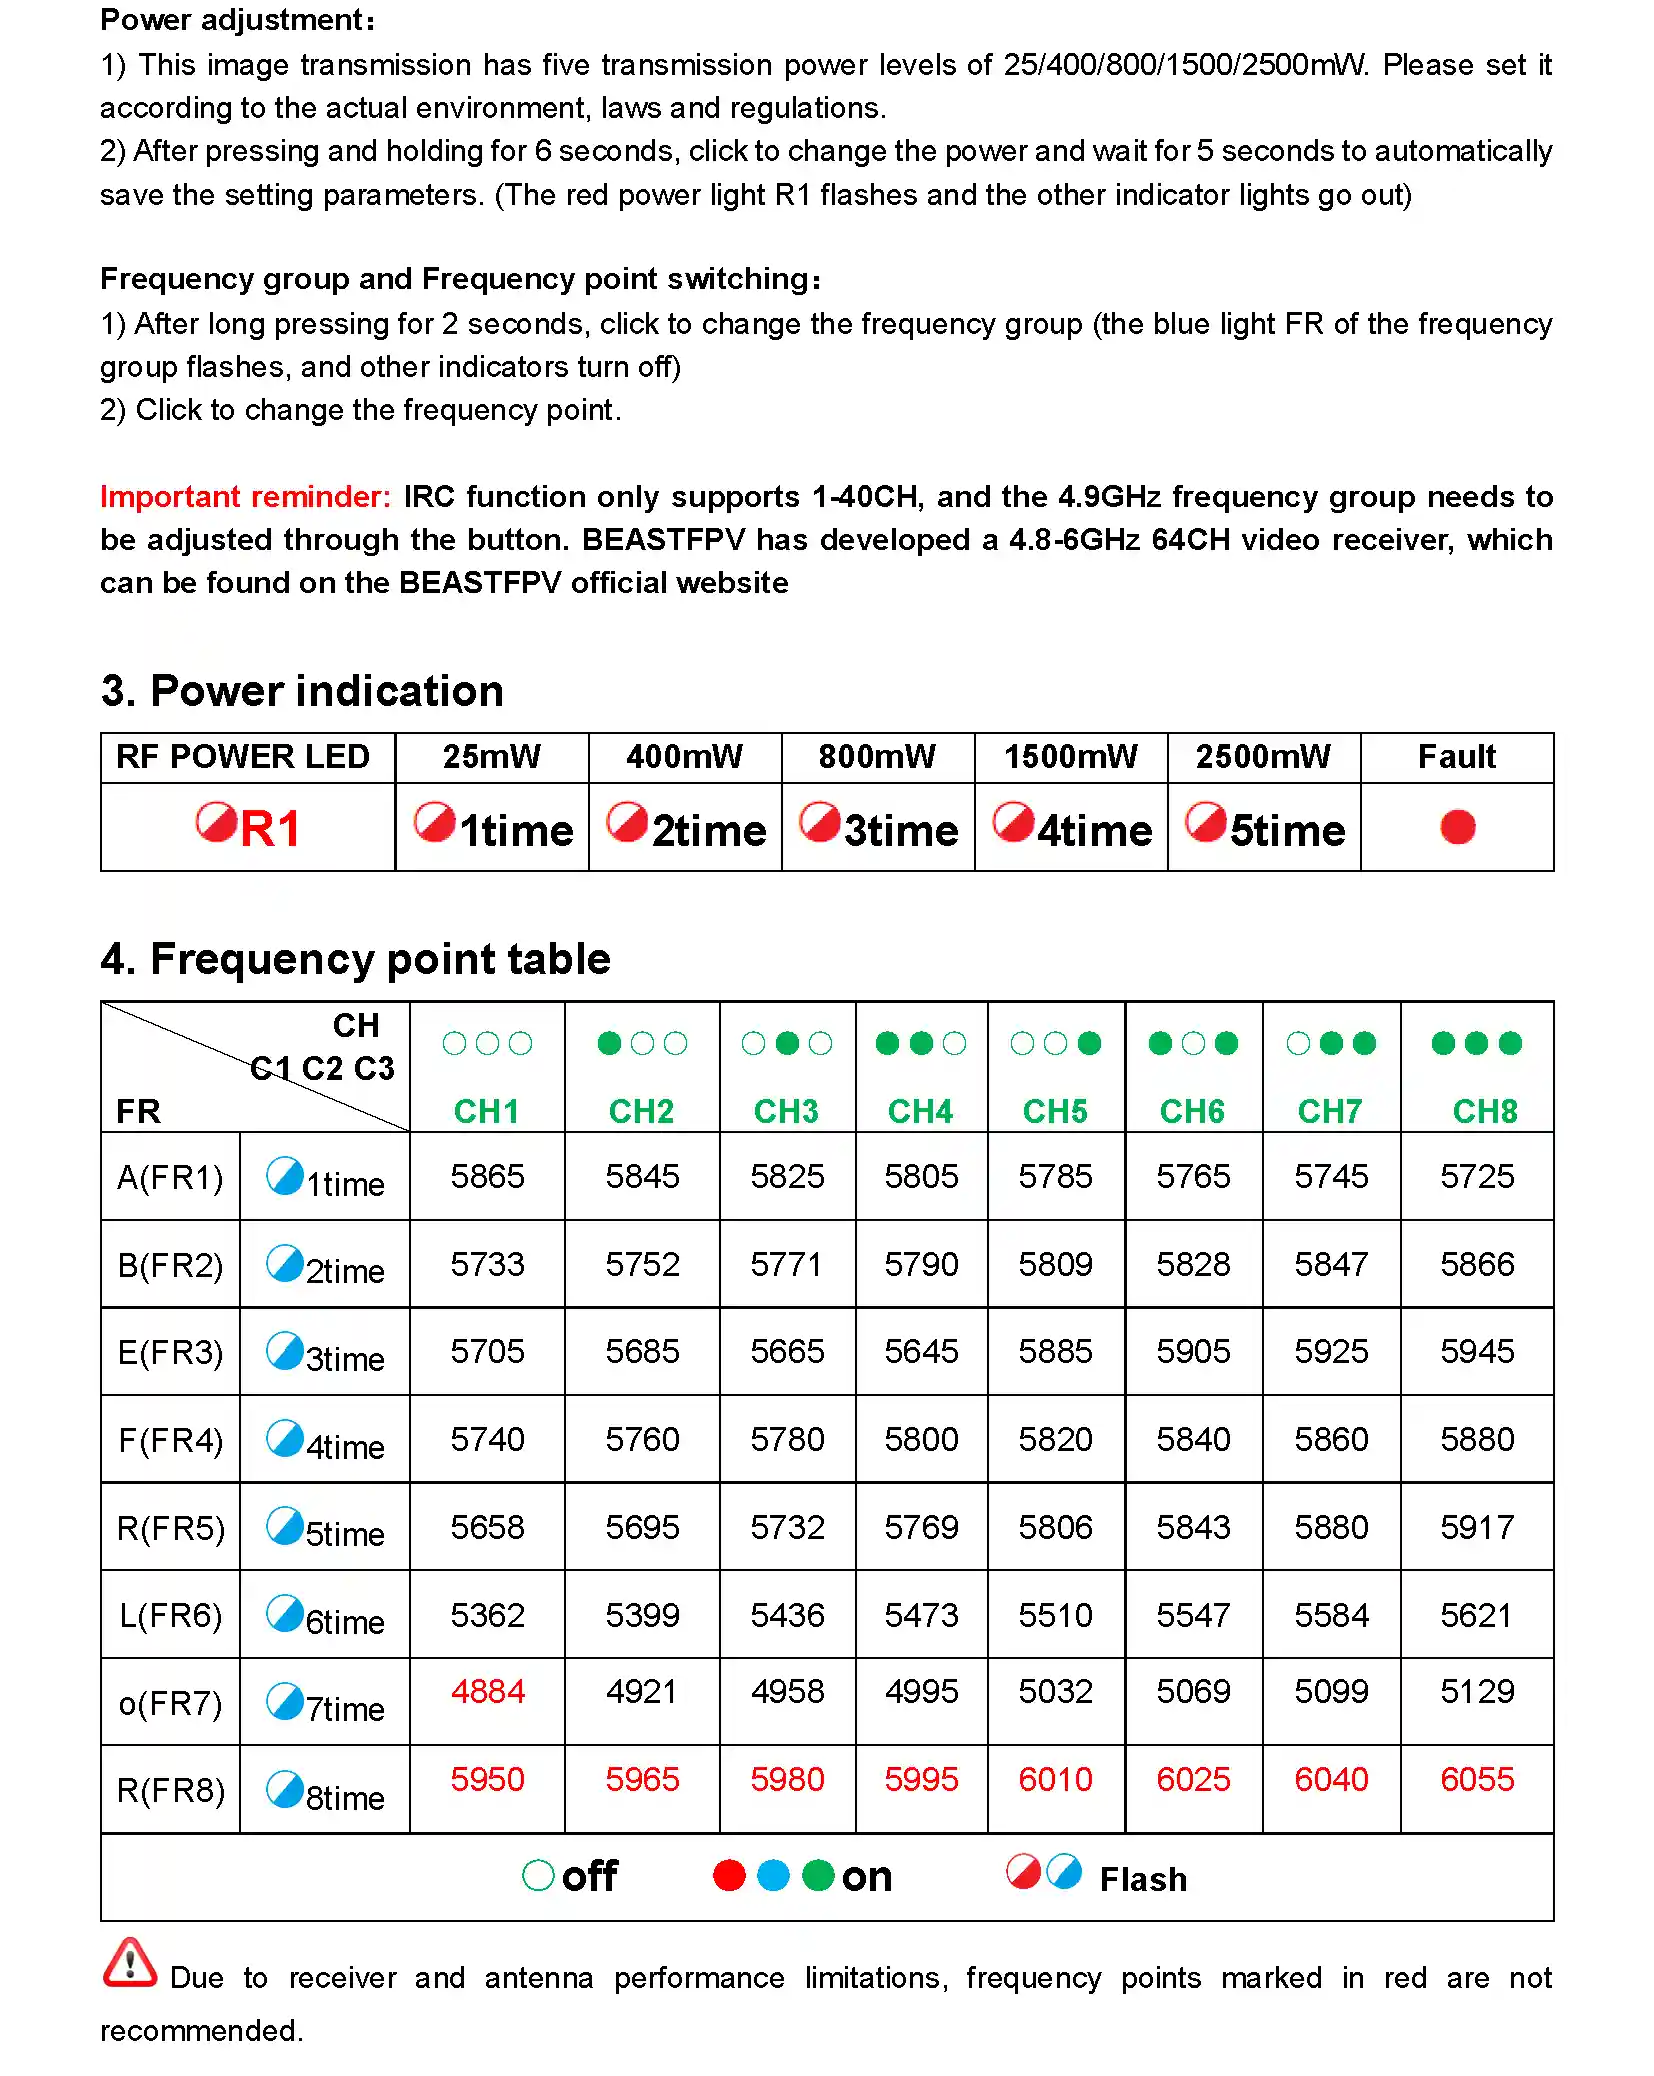 Power adjustment：
1) This image transmission has five transmission power levels of 25/400/800/1500/2500mW. Please set it
according to the actual environment, laws and regulations.
2) After pressing and holding for 6 seconds, click to change the power and wait for 5 seconds to automatically
save the setting parameters. (The red power light R1 flashes and the other indicator lights go out)
Frequency group and Frequency point switching：
1) After long pressing for 2 seconds, click to change the frequency group (the blue light FR of the frequency
group flashes, and other indicators turn off)
2) Click to change the frequency point.
Important reminder: IRC function only supports 1-40CH, and the 4.9GHz frequency group needs to
be adjusted through the button. BEASTFPV has developed a 4.8-6GHz 64CH video receiver, which
can be found on the BEASTFPV official website
3. Power indication
RF POWER LED 25mW 400mW 800mW 1500mW 2500mW Fault
R1 1time 2time 3time 4time 5time
4. Frequency point table
CH
C1 C2 C3
FR CH1 CH2 CH3 CH4 CH5 CH6 CH7 CH8
A(FR1) 1time 5865 5845 5825 5805 5785 5765 5745 5725
B(FR2) 2time 5733 5752 5771 5790 5809 5828 5847 5866
E(FR3) 3time 5705 5685 5665 5645 5885 5905 5925 5945
F(FR4) 4time 5740 5760 5780 5800 5820 5840 5860 5880
R(FR5) 5time 5658 5695 5732 5769 5806 5843 5880 5917
L(FR6) 6time 5362 5399 5436 5473 5510 5547 5584 5621
o(FR7) 7time 4884 4921 4958 4995 5032 5069 5099 5129
R(FR8) 8time 5950 5965 5980 5995 6010 6025 6040 6055
off on Flash
Due to receiver and antenna performance limitations, frequency points marked in red are not
recommended.